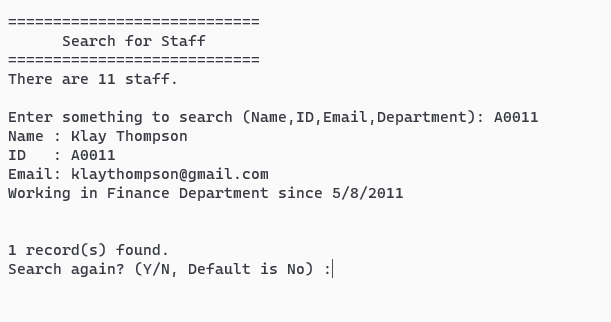 ============================
      Search for Staff
============================
There are 11 staff.

Enter something to search (Name,ID,Email,Department): A0011
Name : Klay Thompson
ID   : A0011
Email: klaythompson@gmail.com
Working in Finance Department since 5/8/2011


1 record(s) found.
Search again? (Y/N, Default is No) :